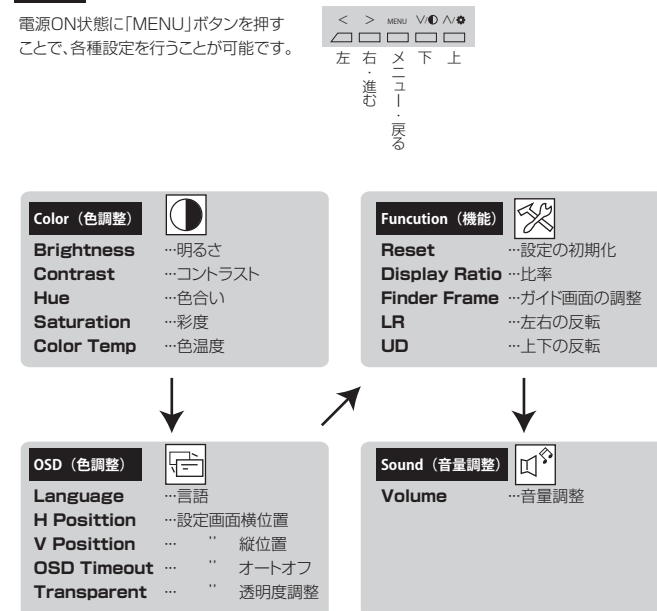 電源ON状態に「MENU」ボタンを押す
ことで、各種設定を行うことが可能です。
< > MENU ∨/◐ ∧/✿
左 右・進む メニュー・戻る 下 上
Color（色調整）
Brightness …明るさ
Contrast …コントラスト
Hue …色合い
Saturation …彩度
Color Temp …色温度
Funcution（機能）
Reset …設定の初期化
Display Ratio …比率
Finder Frame …ガイド画面の調整
LR …左右の反転
UD …上下の反転
OSD（色調整）
Language …言語
H Posittion …設定画面横位置
V Posittion … 〃 縦位置
OSD Timeout … 〃 オートオフ
Transparent … 〃 透明度調整
Sound（音量調整）
Volume …音量調整